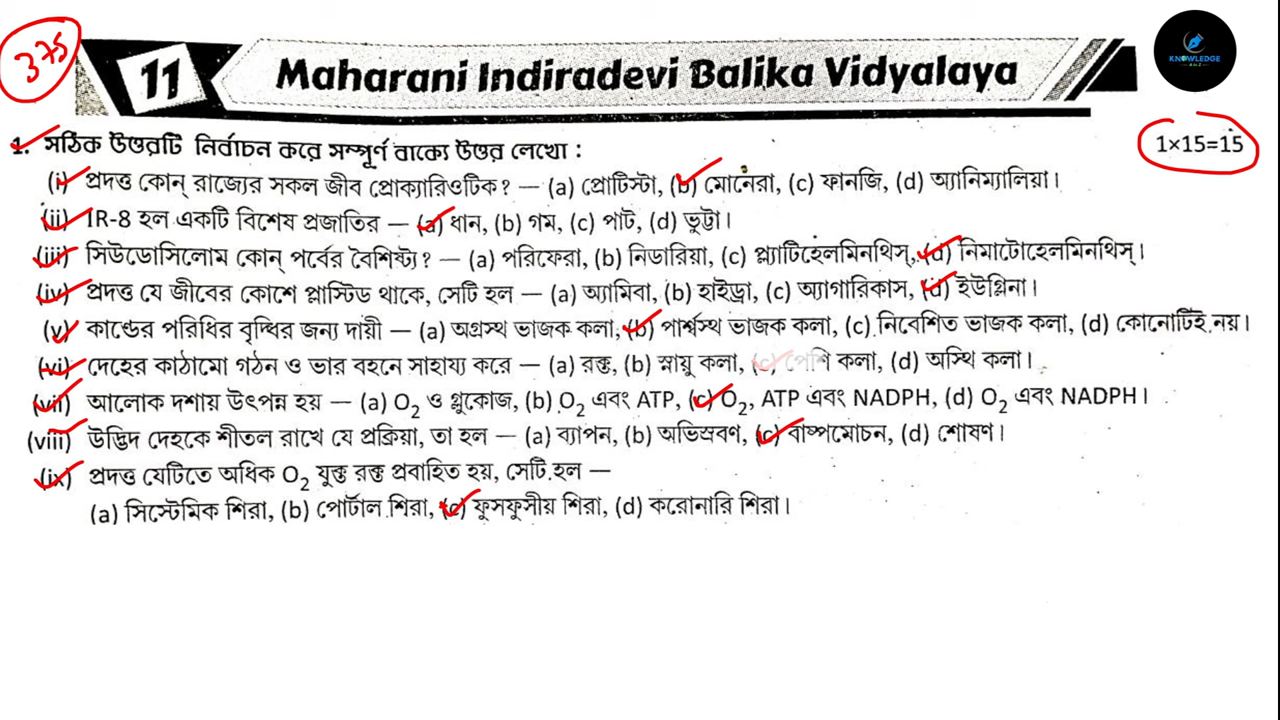 375
11 Maharani Indiradevi Balika Vidyalaya
KNOWLEDGE
1. সঠিক উত্তরটি নির্বাচন করে সম্পূর্ণ বাক্যে উত্তর লেখো :
1×15=15
(i) প্রদত্ত কোন্ রাজ্যের সকল জীব প্রোক্যারিওটিক? — (a) প্রোটিস্টা, (b) মোনেরা, (c) ফানজি, (d) অ্যানিম্যালিয়া।
(ii) IR-8 হল একটি বিশেষ প্রজাতির — (a) ধান, (b) গম, (c) পাট, (d) ভুট্টা।
(iii) সিউডোসিলোম কোন্ পর্বের বৈশিষ্ট্য? — (a) পরিফেরা, (b) নিডারিয়া, (c) প্ল্যাটিহেলমিনথিস্, (d) নিমাটোহেলমিনথিস্।
(iv) প্রদত্ত যে জীবের কোশে প্লাস্টিড থাকে, সেটি হল — (a) অ্যামিবা, (b) হাইড্রা, (c) অ্যাগারিকাস, (d) ইউগ্লিনা।
(v) কাণ্ডের পরিধির বৃদ্ধির জন্য দায়ী — (a) অগ্রস্থ ভাজক কলা, (b) পার্শ্বস্থ ভাজক কলা, (c) নিবেশিত ভাজক কলা, (d) কোনোটিই নয়।
(vi) দেহের কাঠামো গঠন ও ভার বহনে সাহায্য করে — (a) রক্ত, (b) স্নায়ু কলা, (c) পেশি কলা, (d) অস্থি কলা।
(vii) আলোক দশায় উৎপন্ন হয় — (a) O₂ ও গ্লুকোজ, (b) O₂ এবং ATP, (c) O₂, ATP এবং NADPH, (d) O₂ এবং NADPH।
(viii) উদ্ভিদ দেহকে শীতল রাখে যে প্রক্রিয়া, তা হল — (a) ব্যাপন, (b) অভিস্রবণ, (c) বাষ্পমোচন, (d) শোষণ।
(ix) প্রদত্ত যেটিতে অধিক O₂ যুক্ত রক্ত প্রবাহিত হয়, সেটি হল —
(a) সিস্টেমিক শিরা, (b) পোর্টাল শিরা, (c) ফুসফুসীয় শিরা, (d) করোনারি শিরা।